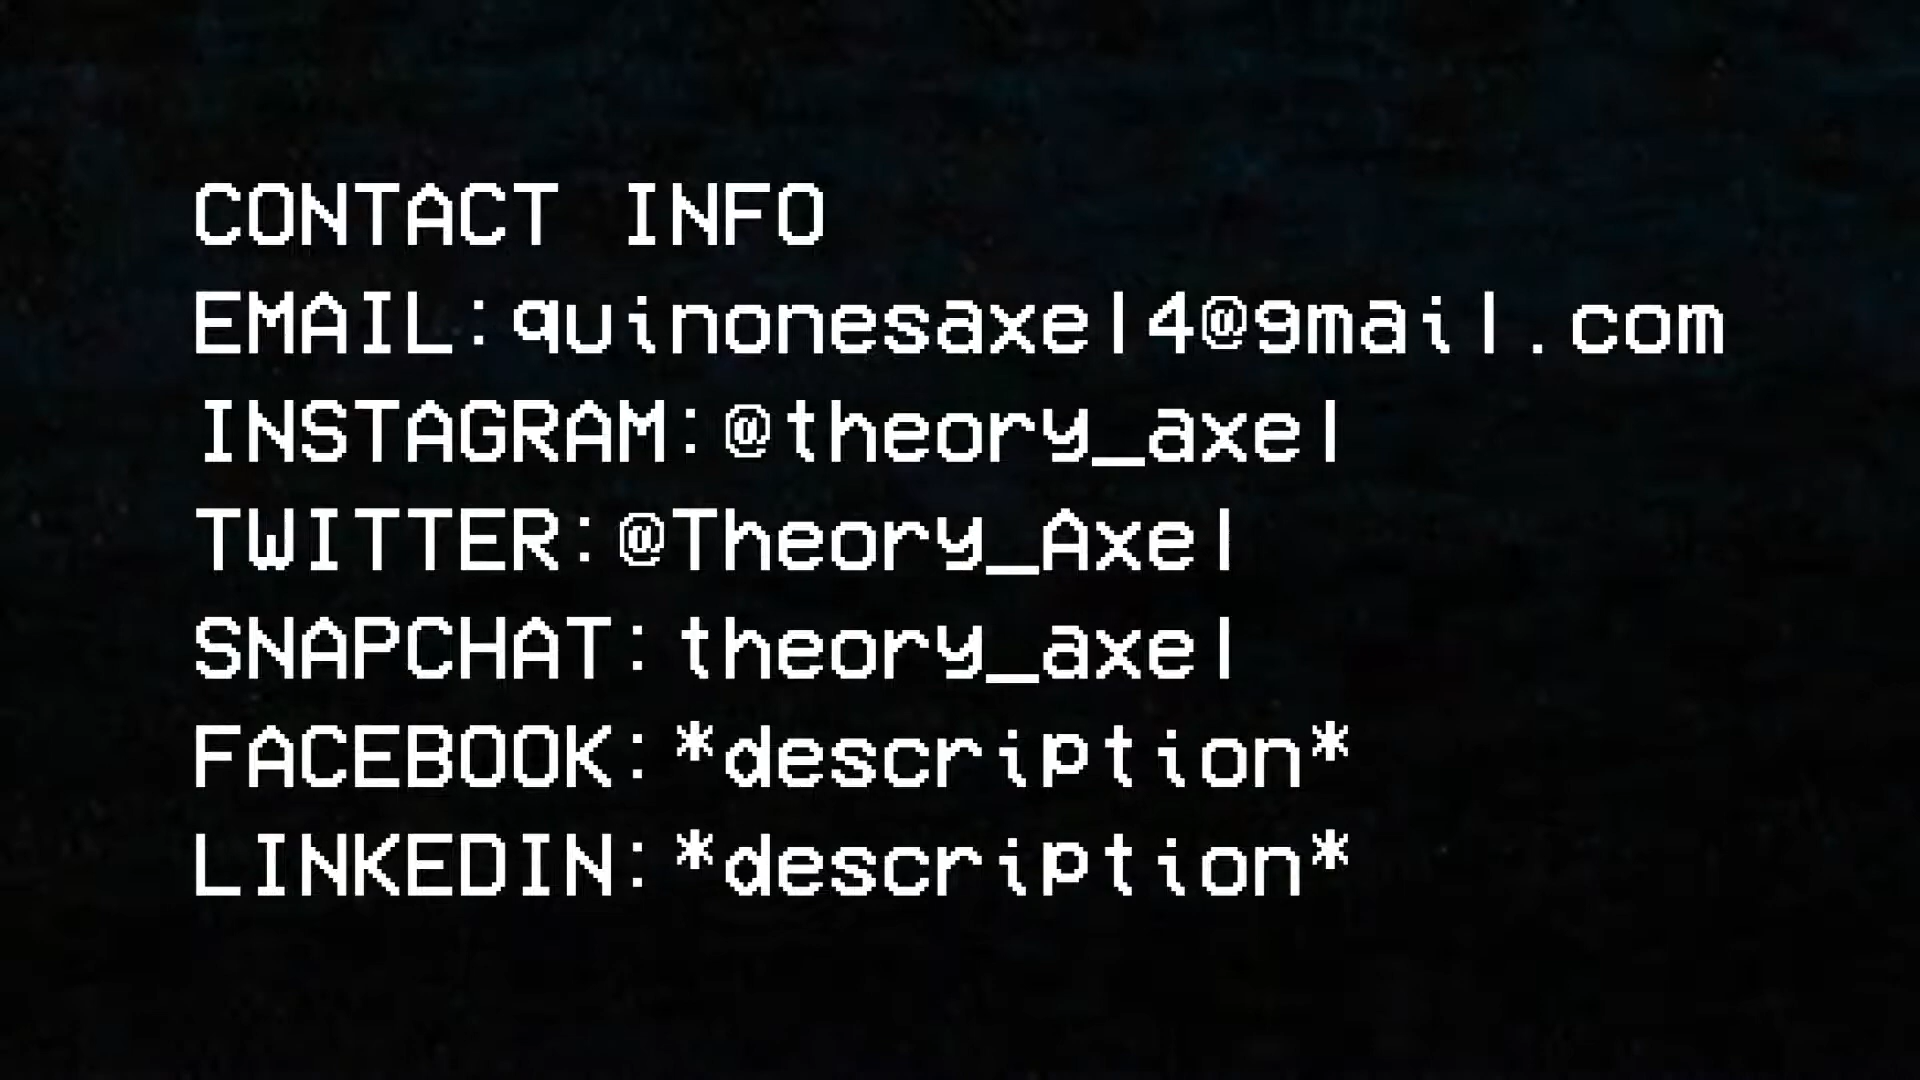 CONTACT INFO
EMAIL:quinonesaxel4@gmail.com
INSTAGRAM:@theory_axel
TWITTER:@Theory_Axel
SNAPCHAT:theory_axel
FACEBOOK:*description*
LINKEDIN:*description*